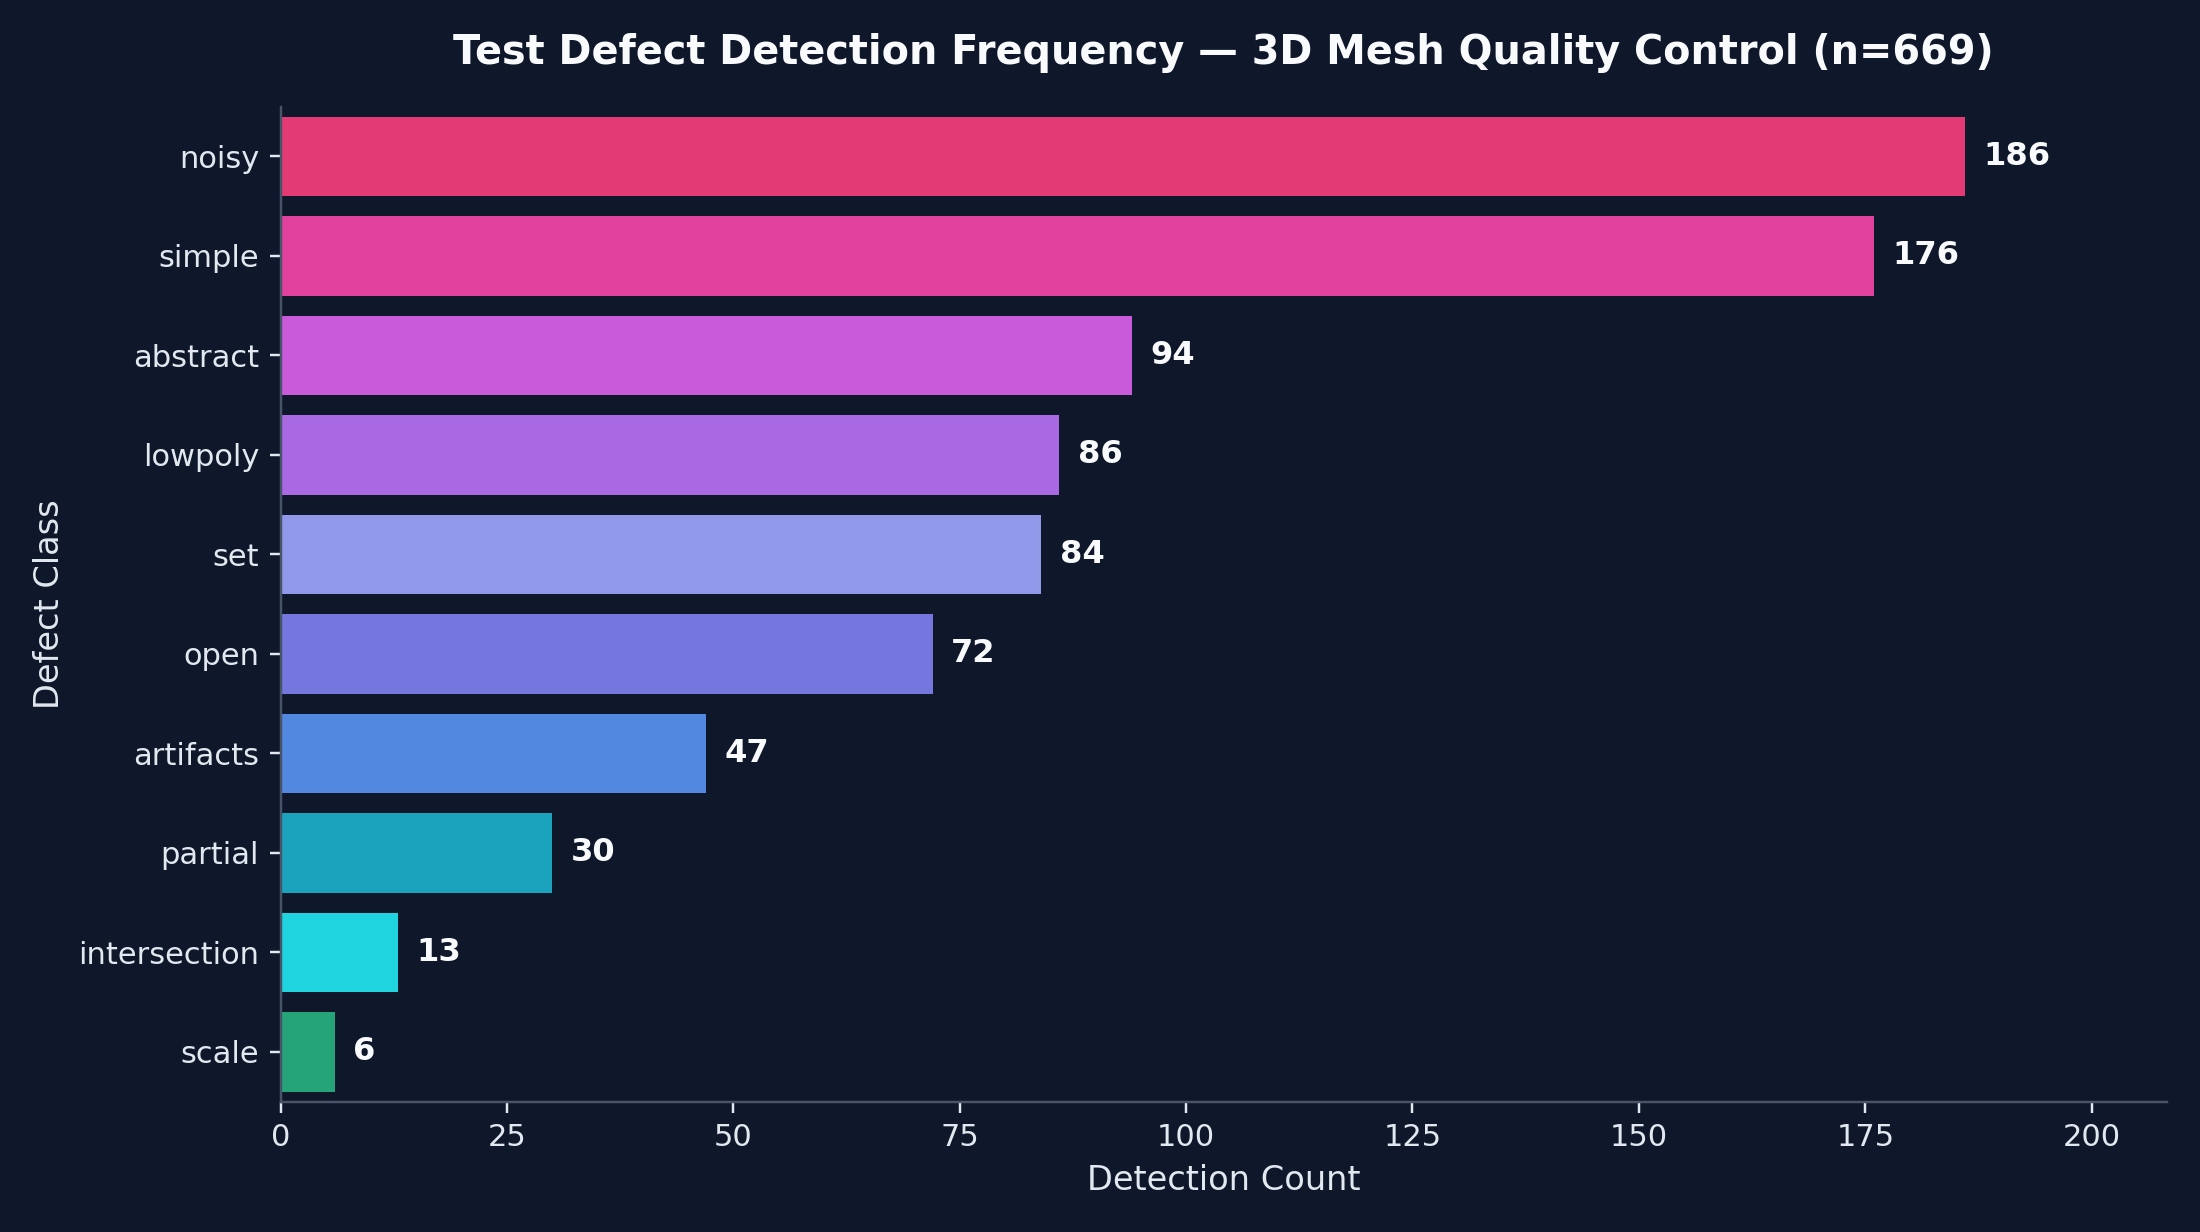 Test Defect Detection Frequency — 3D Mesh Quality Control (n=669)
noisy 186
simple 176
abstract 94
lowpoly 86
set 84
open 72
artifacts 47
partial 30
intersection 13
scale 6
Defect Class
0 25 50 75 100 125 150 175 200
Detection Count